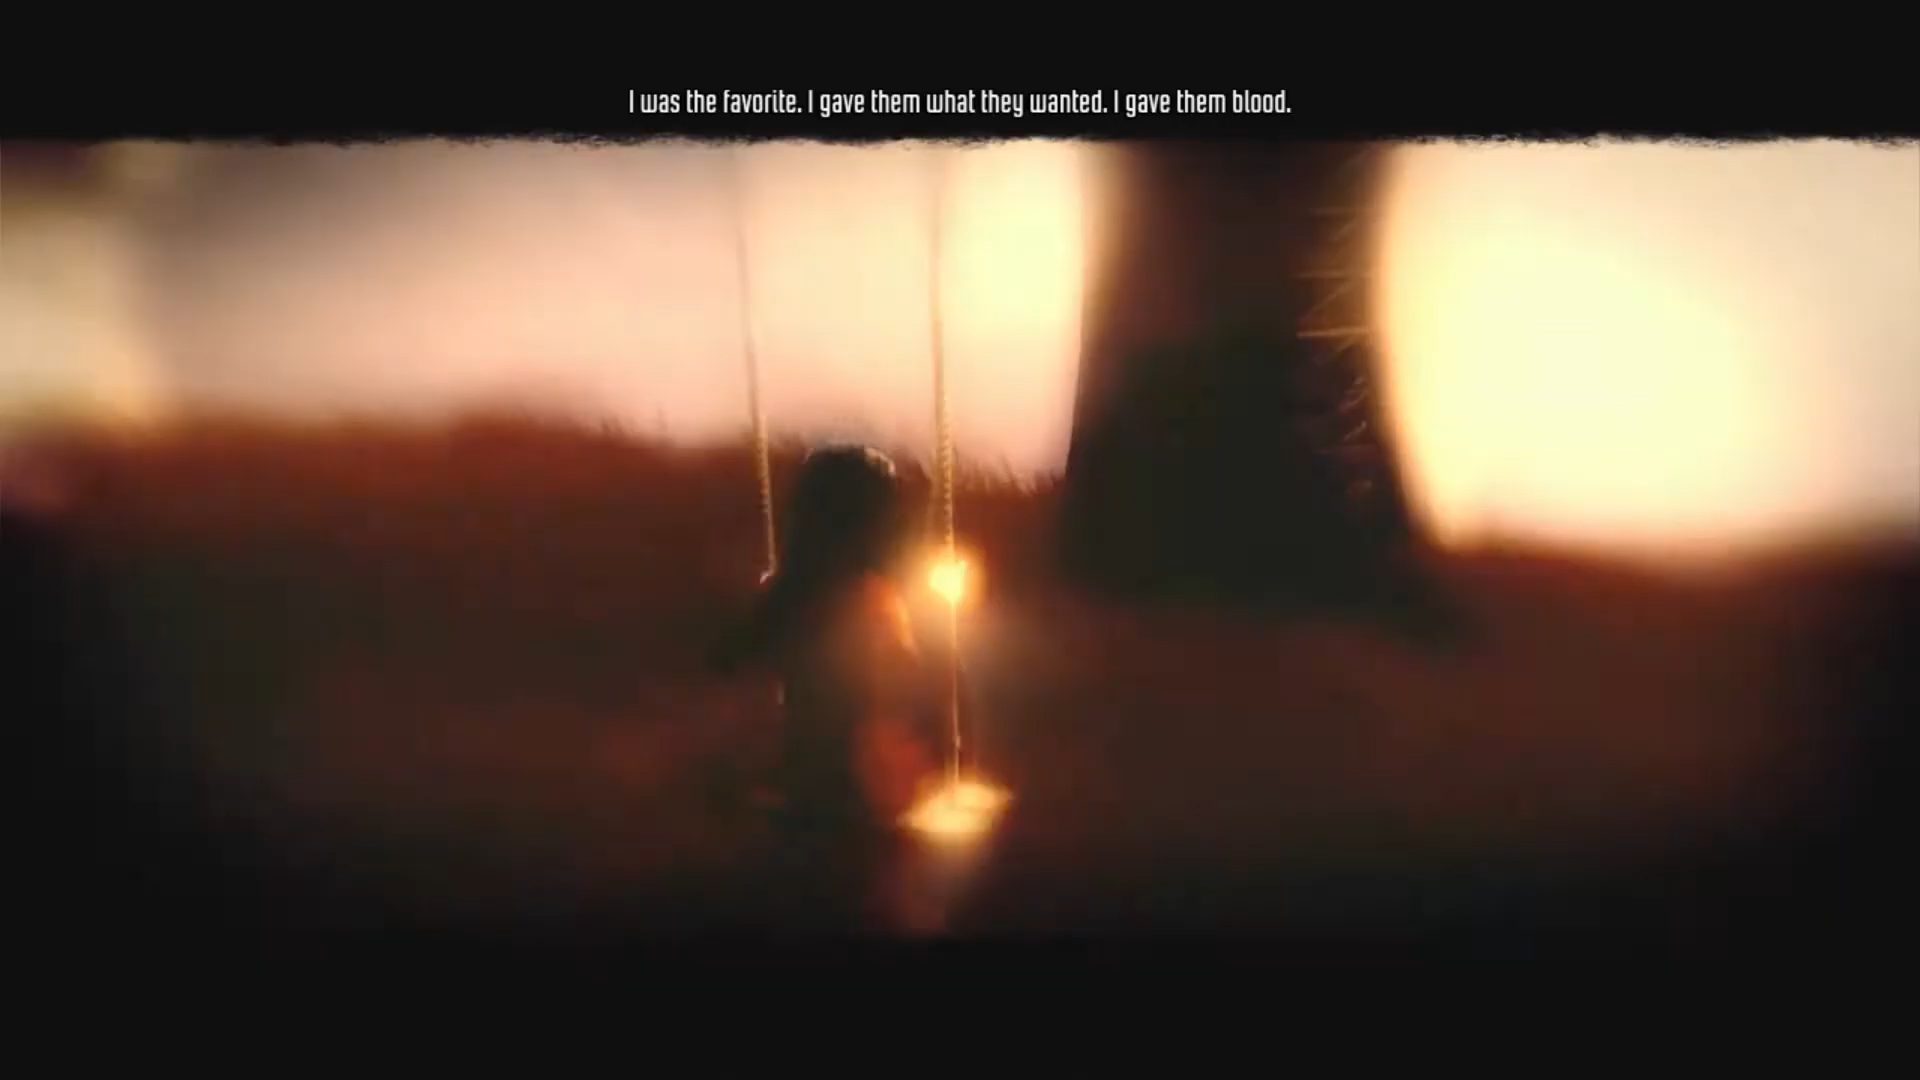 I was the favorite. I gave them what they wanted. I gave them blood.